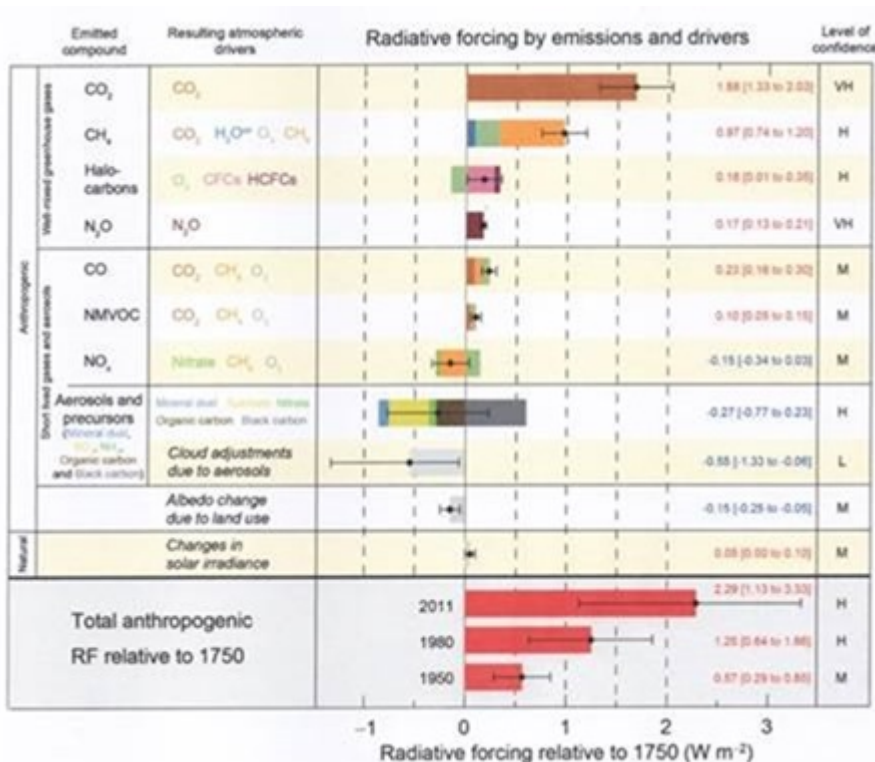 Emitted compound
Resulting atmospheric drivers
Radiative forcing by emissions and drivers
Level of confidence
Anthropogenic
Well-mixed greenhouse gases
CO₂
CO₂
1.68 [1.33 to 2.03]
VH
CH₄
CO₂ H₂Oˢᵗʳ O₃ CH₄
0.97 [0.74 to 1.20]
H
Halo-
carbons
O₃ CFCs HCFCs
0.18 [0.01 to 0.35]
H
N₂O
N₂O
0.17 [0.13 to 0.21]
VH
Short lived gases and aerosols
CO
CO₂ CH₄ O₃
0.23 [0.16 to 0.30]
M
NMVOC
CO₂ CH₄ O₃
0.10 [0.05 to 0.15]
M
NOₓ
Nitrate CH₄ O₃
-0.15 [-0.34 to 0.03]
M
Aerosols and
precursors
(Mineral dust,
SO₂, NH₃,
Organic carbon
and Black carbon)
Mineral dust Sulphate Nitrate
Organic carbon Black carbon
-0.27 [-0.77 to 0.23]
H
Cloud adjustments
due to aerosols
-0.55 [-1.33 to -0.06]
L
Albedo change
due to land use
-0.15 [-0.25 to -0.05]
M
Natural
Changes in
solar irradiance
0.05 [0.00 to 0.10]
M
Total anthropogenic
RF relative to 1750
2011
2.29 [1.13 to 3.33]
H
1980
1.25 [0.64 to 1.86]
H
1950
0.57 [0.29 to 0.85]
M
−1 0 1 2 3
Radiative forcing relative to 1750 (W m⁻²)